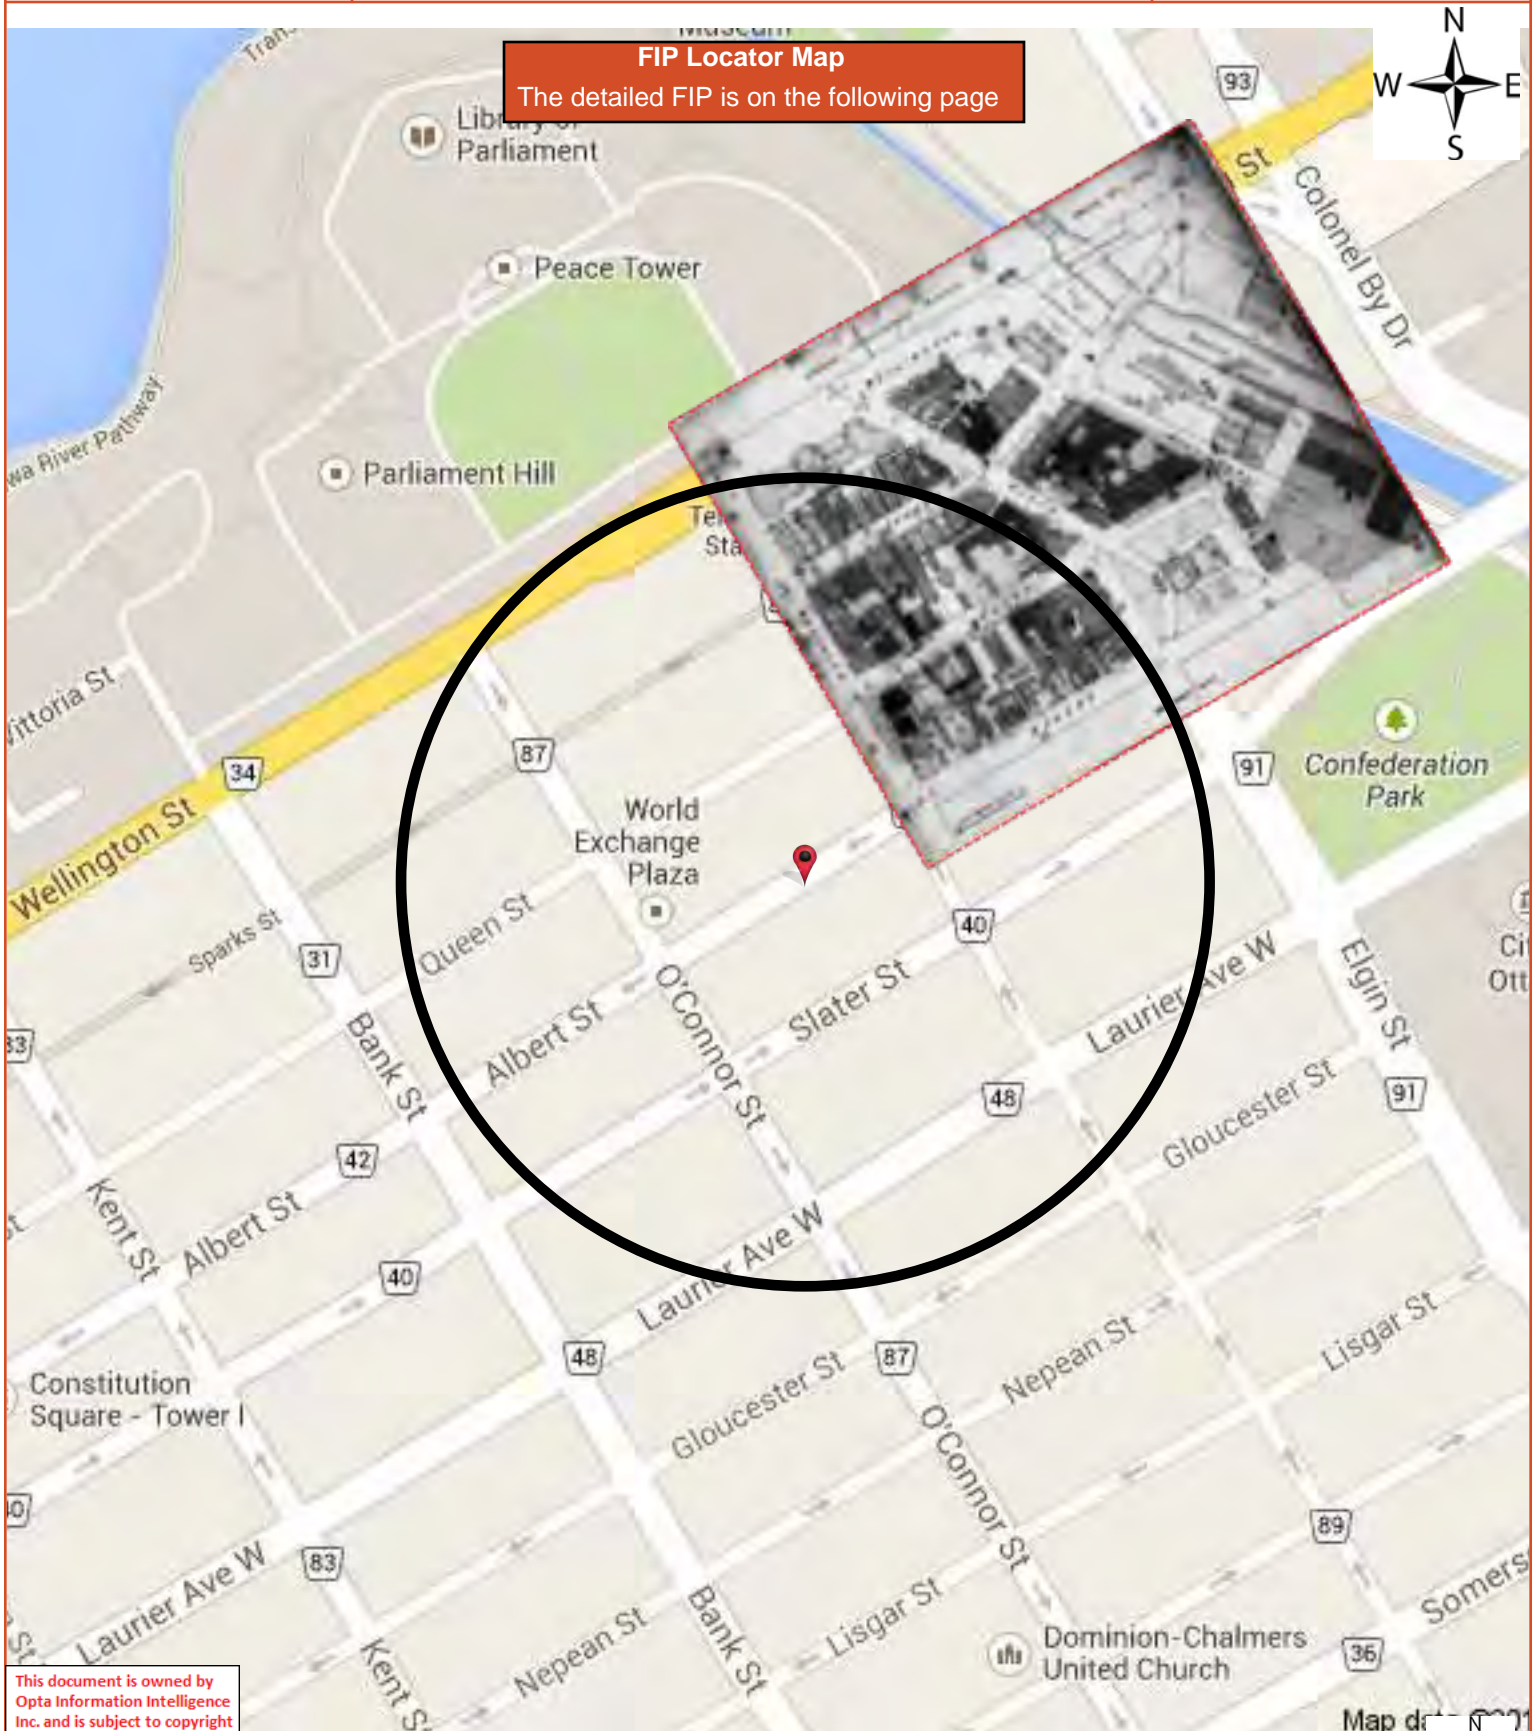 N
W E
S
FIP Locator Map
The detailed FIP is on the following page
Museum
93
Library of
Parliament
St
Colonel By Dr
Peace Tower
Parliament Hill
wa River Pathway
Vittoria St
34
87
Wellington St
World
Exchange
Plaza
91
Confederation
Park
Sparks St
31
Queen St
40
Albert St
O'Connor St
Slater St
Laurier Ave W
Elgin St
33
Bank St
48
91
Gloucester St
42
Kent St
Albert St
40
Laurier Ave W
48
87
Nepean St
Lisgar St
Constitution
Square - Tower I
Gloucester St
O'Connor St
89
83
Laurier Ave W
Somers
Kent S
Nepean St
Bank St
Lisgar St
Dominion-Chalmers
United Church
36
This document is owned by
Opta Information Intelligence
Inc. and is subject to copyright
Map data
N